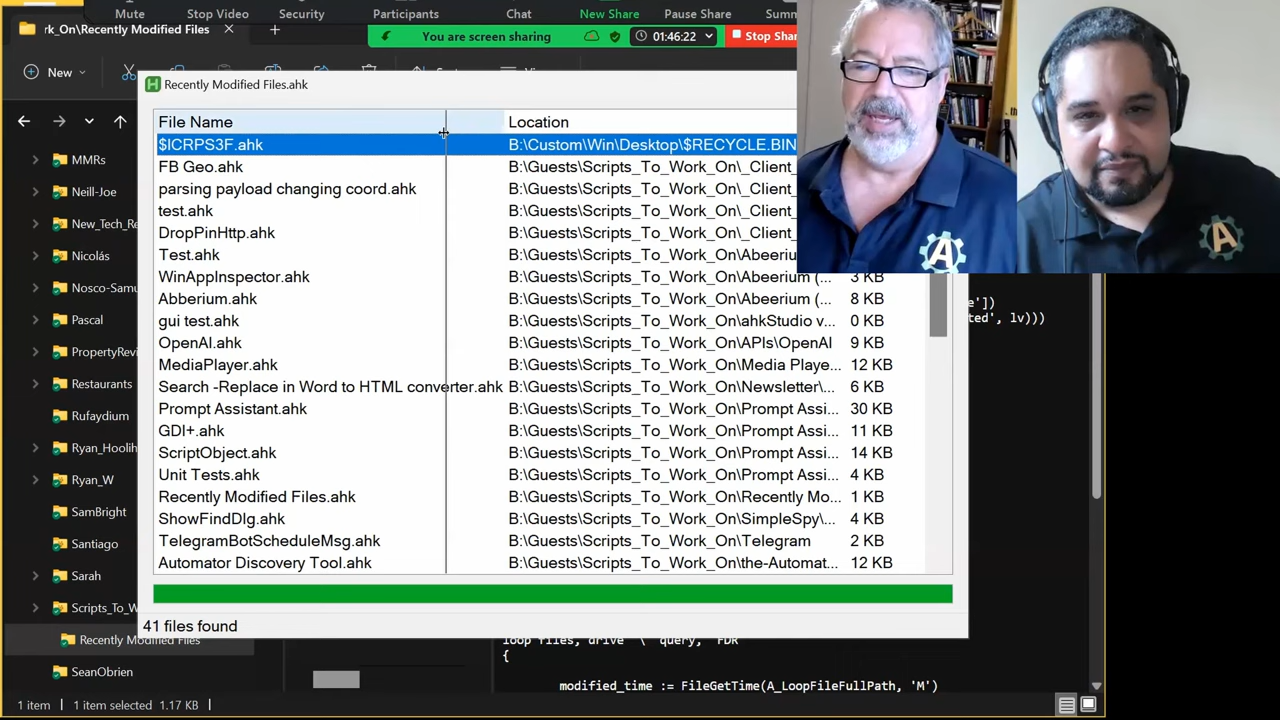 Mute Stop Video Security Participants Chat New Share Pause Share Summ
rk_On\Recently Modified Files
You are screen sharing 01:46:22 Stop Shar
New
Recently Modified Files.ahk
File Name Location
$ICRPS3F.ahk B:\Custom\Win\Desktop\$RECYCLE.BIN
FB Geo.ahk B:\Guests\Scripts_To_Work_On\_Client_
parsing payload changing coord.ahk B:\Guests\Scripts_To_Work_On\_Client_
test.ahk B:\Guests\Scripts_To_Work_On\_Client_
DropPinHttp.ahk B:\Guests\Scripts_To_Work_On\_Client_
Test.ahk B:\Guests\Scripts_To_Work_On\Abeeriu
WinAppInspector.ahk B:\Guests\Scripts_To_Work_On\Abeerium (... 3 KB
Abberium.ahk B:\Guests\Scripts_To_Work_On\Abeerium (... 8 KB
gui test.ahk B:\Guests\Scripts_To_Work_On\ahkStudio v... 0 KB
OpenAI.ahk B:\Guests\Scripts_To_Work_On\APIs\OpenAI 9 KB
MediaPlayer.ahk B:\Guests\Scripts_To_Work_On\Media Playe... 12 KB
Search -Replace in Word to HTML converter.ahk B:\Guests\Scripts_To_Work_On\Newsletter\... 6 KB
Prompt Assistant.ahk B:\Guests\Scripts_To_Work_On\Prompt Assi... 30 KB
GDI+.ahk B:\Guests\Scripts_To_Work_On\Prompt Assi... 11 KB
ScriptObject.ahk B:\Guests\Scripts_To_Work_On\Prompt Assi... 14 KB
Unit Tests.ahk B:\Guests\Scripts_To_Work_On\Prompt Assi... 4 KB
Recently Modified Files.ahk B:\Guests\Scripts_To_Work_On\Recently Mo... 1 KB
ShowFindDlg.ahk B:\Guests\Scripts_To_Work_On\SimpleSpy\... 4 KB
TelegramBotScheduleMsg.ahk B:\Guests\Scripts_To_Work_On\Telegram 2 KB
Automator Discovery Tool.ahk B:\Guests\Scripts_To_Work_On\the-Automat... 12 KB
41 files found
MMRs
Neill-Joe
New_Tech_Re
Nicolás
Nosco-Samu
Pascal
PropertyRevi
Restaurants
Rufaydium
Ryan_Hoolih
Ryan_W
SamBright
Santiago
Sarah
Scripts_To_W
Recently Modified Files
SeanObrien
e'])
ted', lv)))
{
modified_time := FileGetTime(A_LoopFileFullPath, 'M')
1 item 1 item selected 1.17 KB
A
A